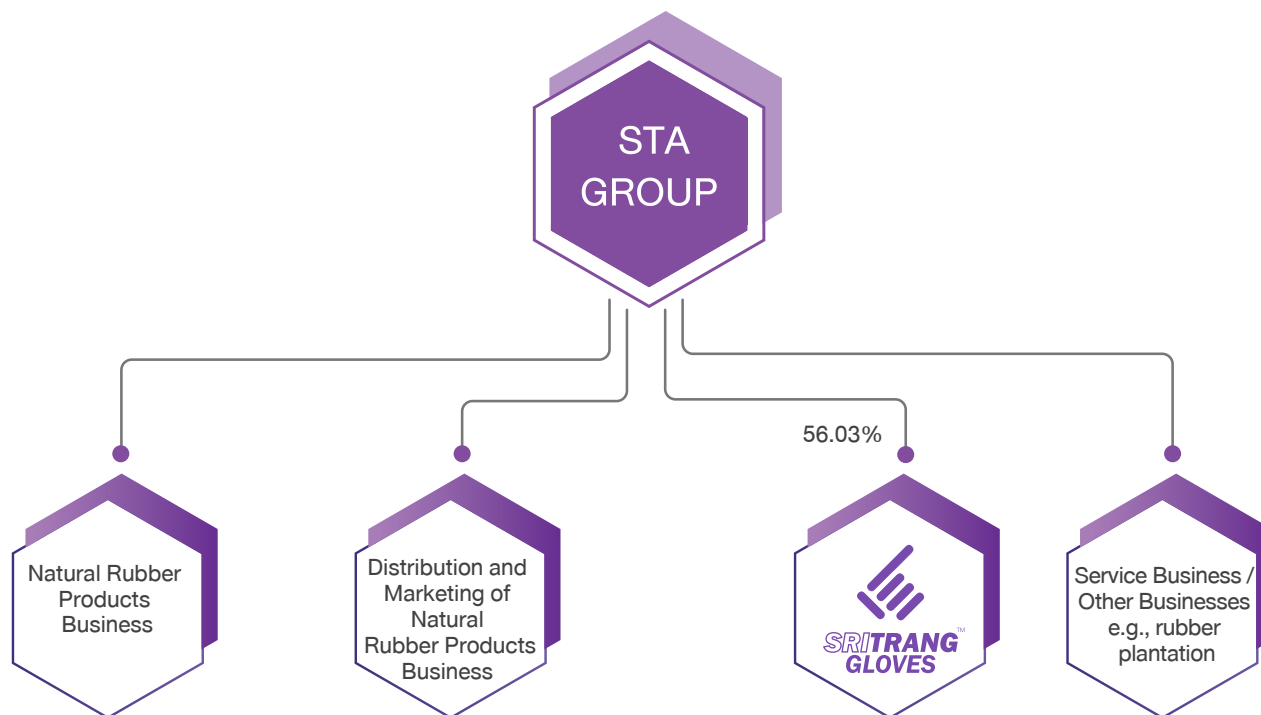 STA
GROUP
56.03%
Natural Rubber
Products
Business
Distribution and
Marketing of
Natural
Rubber Products
Business
SRITRANG™
GLOVES
Service Business /
Other Businesses
e.g., rubber
plantation